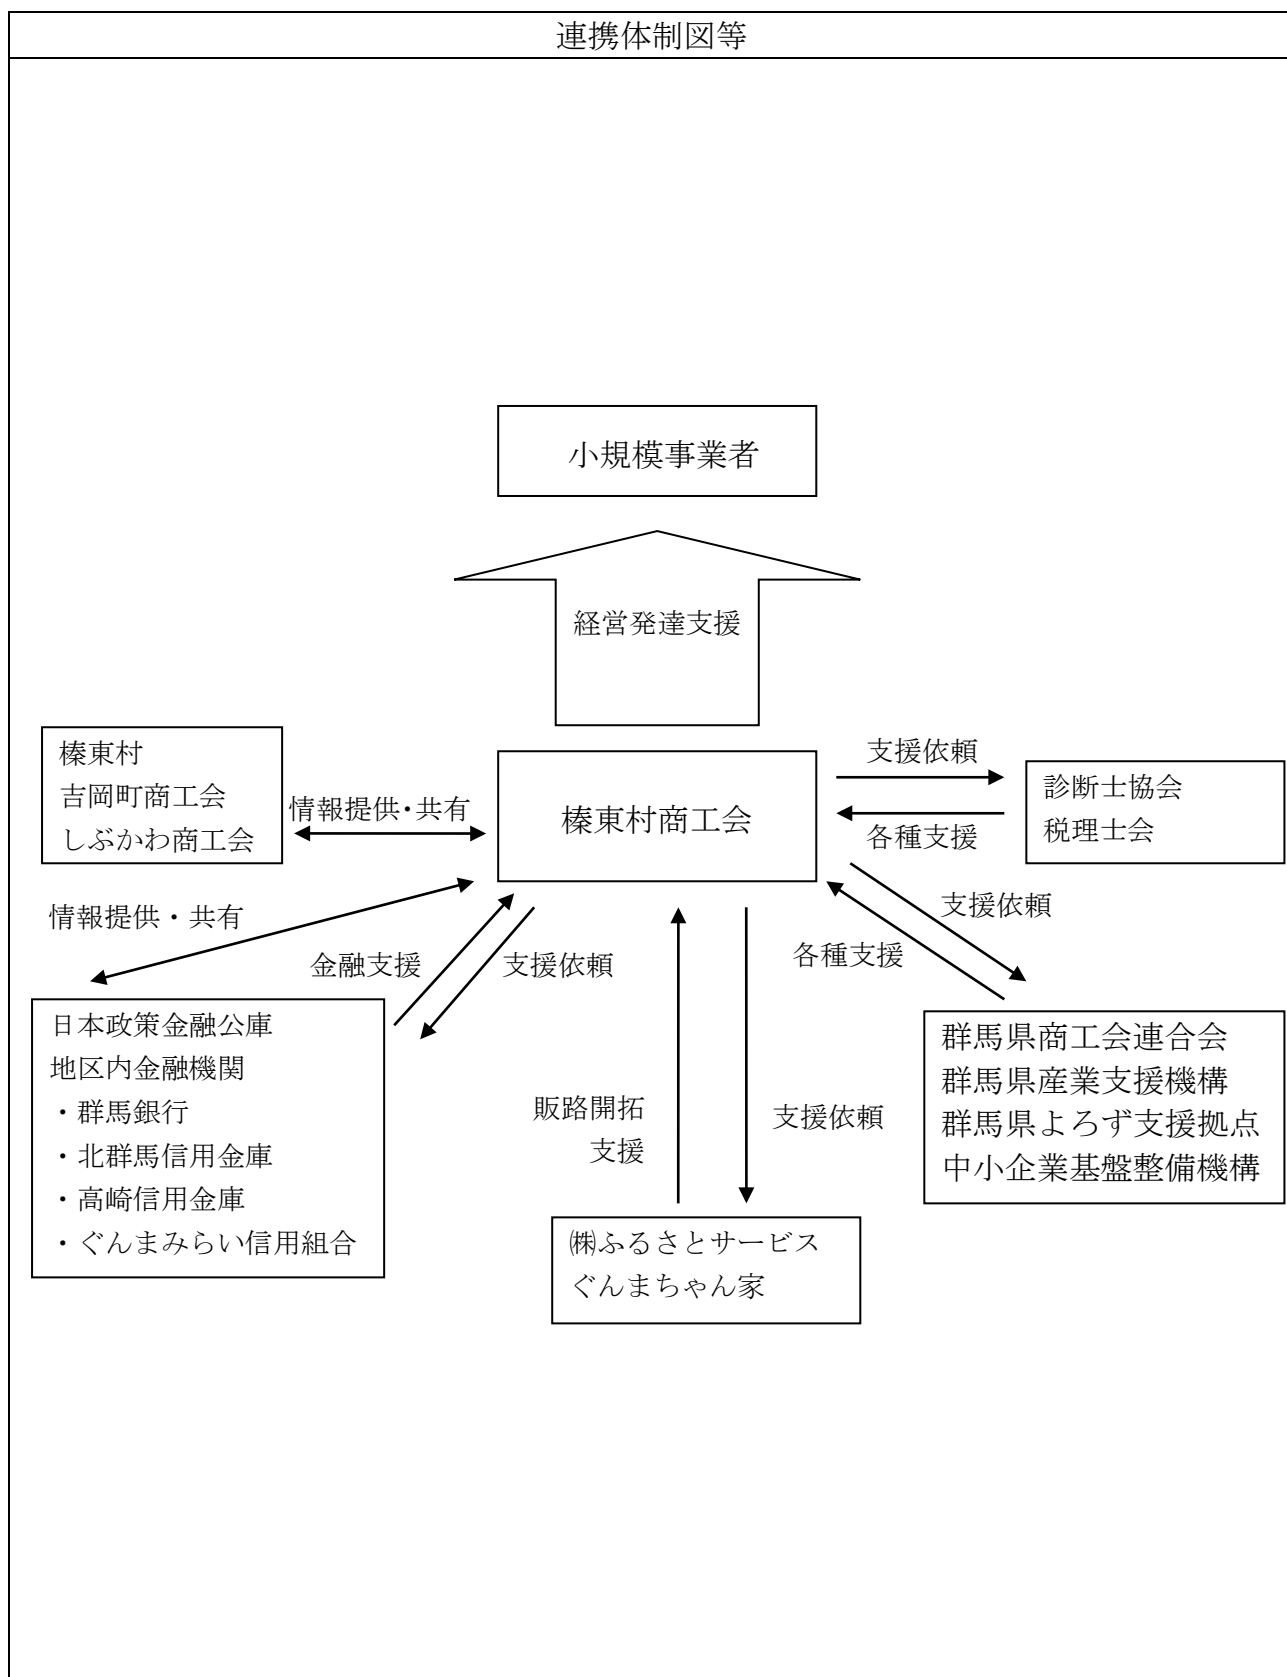 連携体制図等
小規模事業者
経営発達支援
榛東村
吉岡町商工会
しぶかわ商工会
情報提供・共有
榛東村商工会
支援依頼
各種支援
診断士協会
税理士会
情報提供・共有
金融支援
支援依頼
各種支援
支援依頼
日本政策金融公庫
地区内金融機関
・群馬銀行
・北群馬信用金庫
・高崎信用金庫
・ぐんまみらい信用組合
販路開拓
支援
支援依頼
群馬県商工会連合会
群馬県産業支援機構
群馬県よろず支援拠点
中小企業基盤整備機構
㈱ふるさとサービス
ぐんまちゃん家